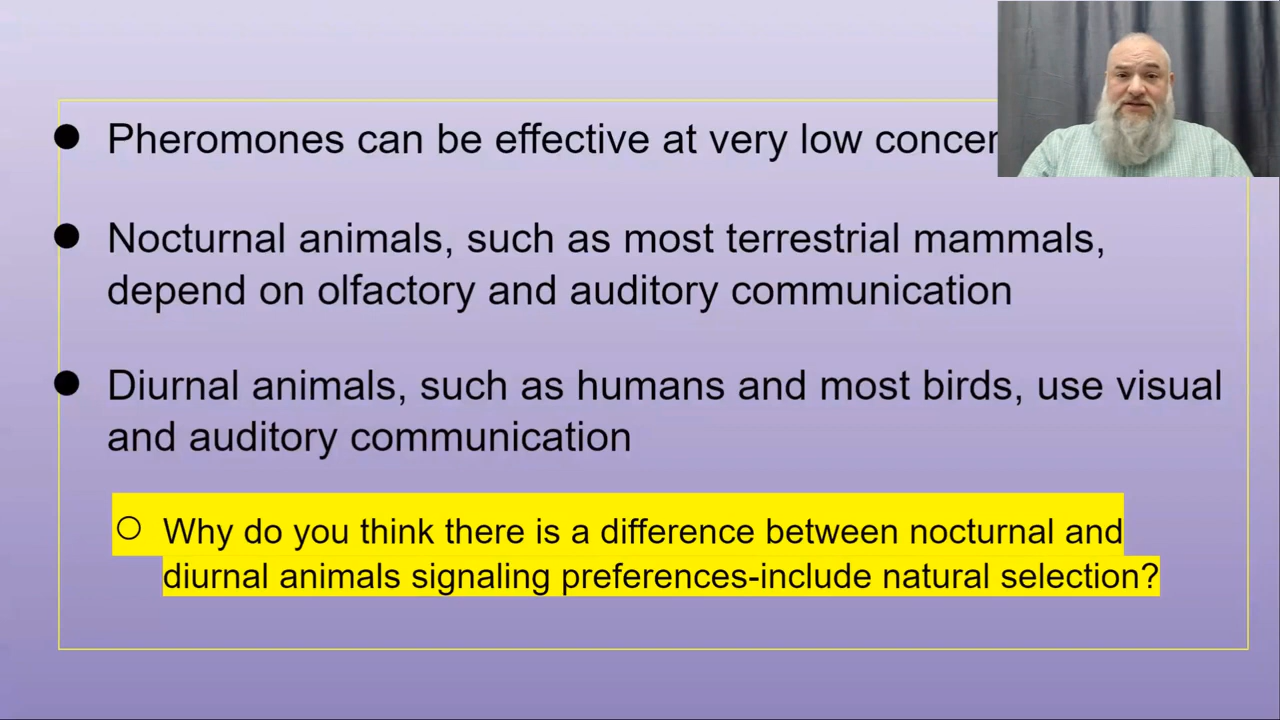 ● Pheromones can be effective at very low
● Nocturnal animals, such as most terrestrial mammals,
depend on olfactory and auditory communication
● Diurnal animals, such as humans and most birds, use visual
and auditory communication
○ Why do you think there is a difference between nocturnal and
diurnal animals signaling preferences-include natural selection?